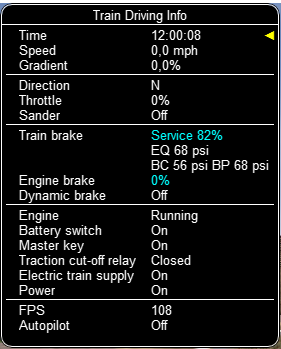 Train Driving Info
Time 12:00:08
Speed 0,0 mph
Gradient 0,0%
Direction N
Throttle 0%
Sander Off
Train brake Service 82%
EQ 68 psi
BC 56 psi BP 68 psi
Engine brake 0%
Dynamic brake Off
Engine Running
Battery switch On
Master key On
Traction cut-off relay Closed
Electric train supply On
Power On
FPS 108
Autopilot Off